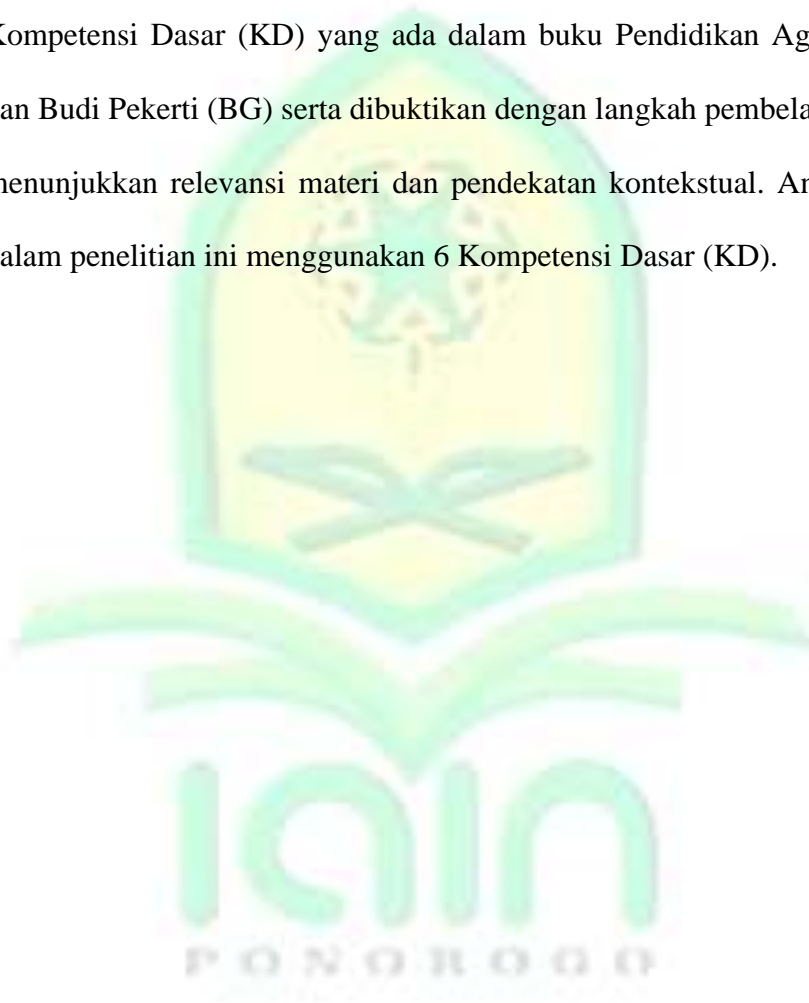 Kompetensi Dasar (KD) yang ada dalam buku Pendidikan Ag
an Budi Pekerti (BG) serta dibuktikan dengan langkah pembela
menunjukkan relevansi materi dan pendekatan kontekstual. An
alam penelitian ini menggunakan 6 Kompetensi Dasar (KD).
iain
PONOROGO